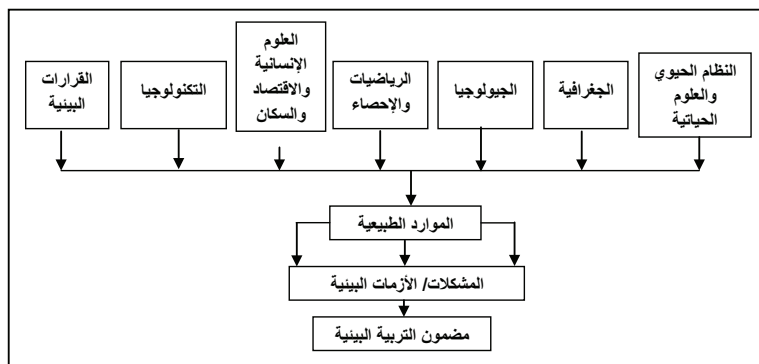 النظام الحيوي
والعلوم
الحياتية
الجغرافية
الجيولوجيا
الرياضيات
والإحصاء
العلوم
الإنسانية
والاقتصاد
والسكان
التكنولوجيا
القرارات
البيئية
الموارد الطبيعية
المشكلات/ الأزمات البيئية
مضمون التربية البيئية